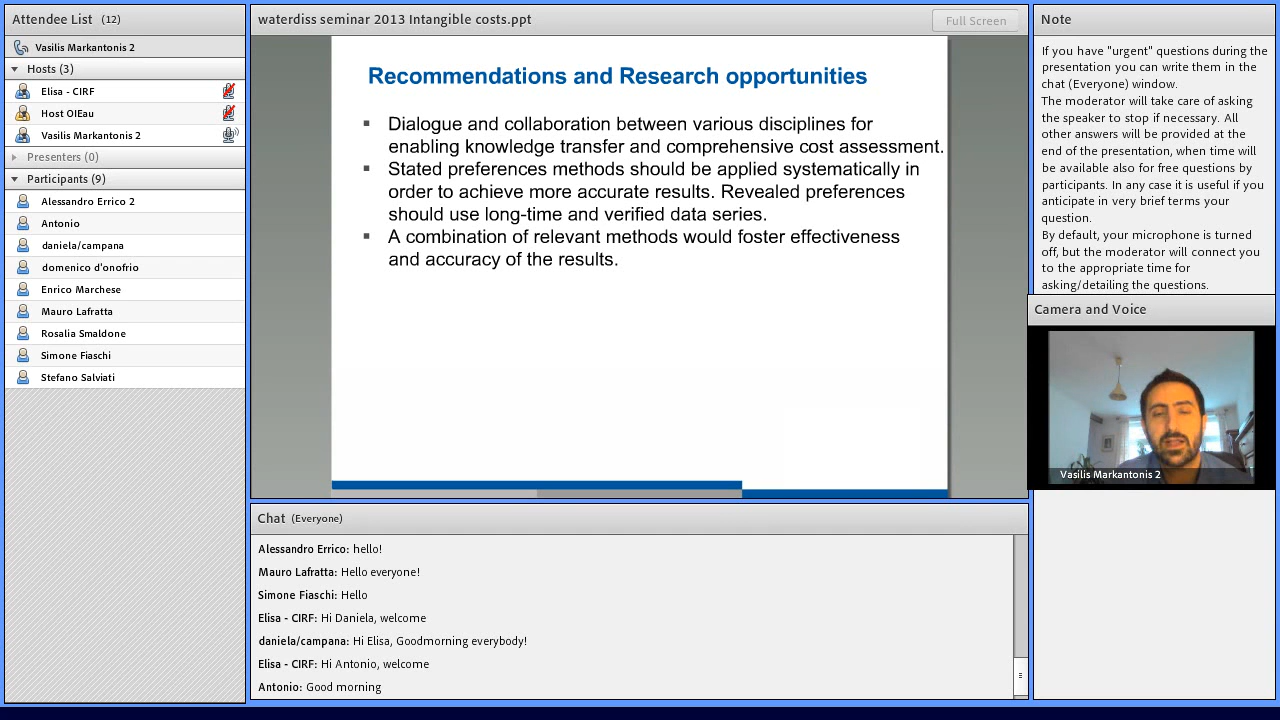 Attendee List (12)
Vasilis Markantonis 2
Hosts (3)
Elisa - CIRF
Host OIEau
Vasilis Markantonis 2
Presenters (0)
Participants (9)
Alessandro Errico 2
Antonio
daniela/campana
domenico d'onofrio
Enrico Marchese
Mauro Lafratta
Rosalia Smaldone
Simone Fiaschi
Stefano Salviati
waterdiss seminar 2013 Intangible costs.ppt
Full Screen
Recommendations and Research opportunities
▪ Dialogue and collaboration between various disciplines for
enabling knowledge transfer and comprehensive cost assessment.
▪ Stated preferences methods should be applied systematically in
order to achieve more accurate results. Revealed preferences
should use long-time and verified data series.
▪ A combination of relevant methods would foster effectiveness
and accuracy of the results.
Chat (Everyone)
Alessandro Errico: hello!
Mauro Lafratta: Hello everyone!
Simone Fiaschi: Hello
Elisa - CIRF: Hi Daniela, welcome
daniela/campana: Hi Elisa, Goodmorning everybody!
Elisa - CIRF: Hi Antonio, welcome
Antonio: Good morning
Note
If you have "urgent" questions during the
presentation you can write them in the
chat (Everyone) window.
The moderator will take care of asking
the speaker to stop if necessary. All
other answers will be provided at the
end of the presentation, when time will
be available also for free questions by
participants. In any case it is useful if you
anticipate in very brief terms your
question.
By default, your microphone is turned
off, but the moderator will connect you
to the appropriate time for
asking/detailing the questions.
Camera and Voice
Vasilis Markantonis 2